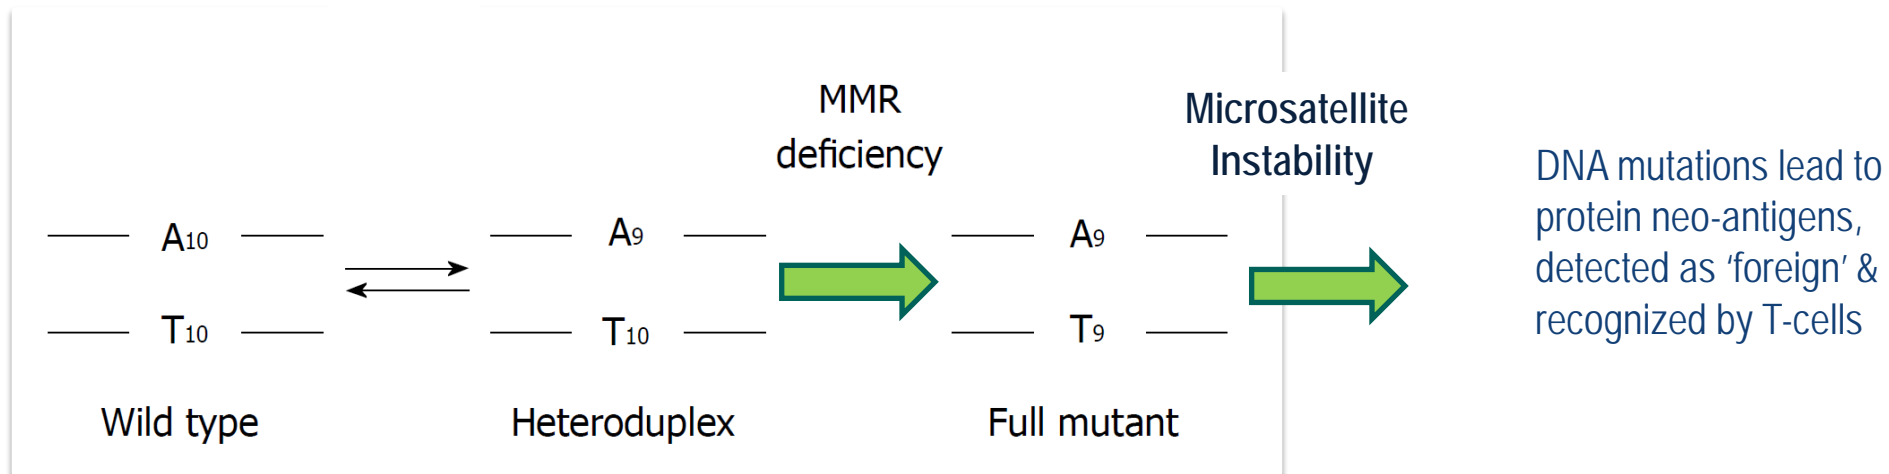 MMR
deficiency
Microsatellite
Instability
DNA mutations lead to
protein neo-antigens,
detected as ‘foreign’ &
recognized by T-cells
A10
A9
A9
T10
T10
T9
Wild type
Heteroduplex
Full mutant